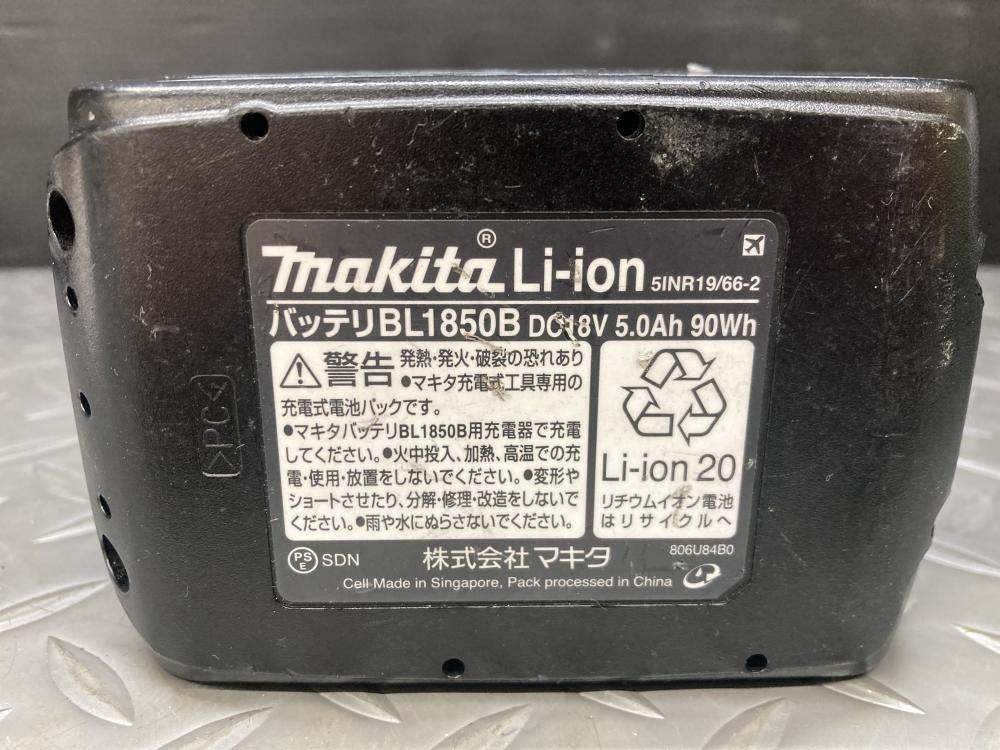 makita® Li-ion 5INR19/66-2
バッテリBL1850B DC18V 5.0Ah 90Wh
警告 発熱・発火・破裂の恐れあり
●マキタ充電式工具専用の
充電式電池パックです。
●マキタバッテリBL1850B用充電器で充電
してください。●火中投入、加熱、高温での充
電・使用・放置をしないでください。●変形や
ショートさせたり、分解・修理・改造をしないで
ください。●雨や水にぬらさないでください。
Li-ion 20
リチウムイオン電池
はリサイクルへ
PS
E
SDN
株式会社 マキタ
806U84B0
Cell Made in Singapore, Pack processed in China
>PC<